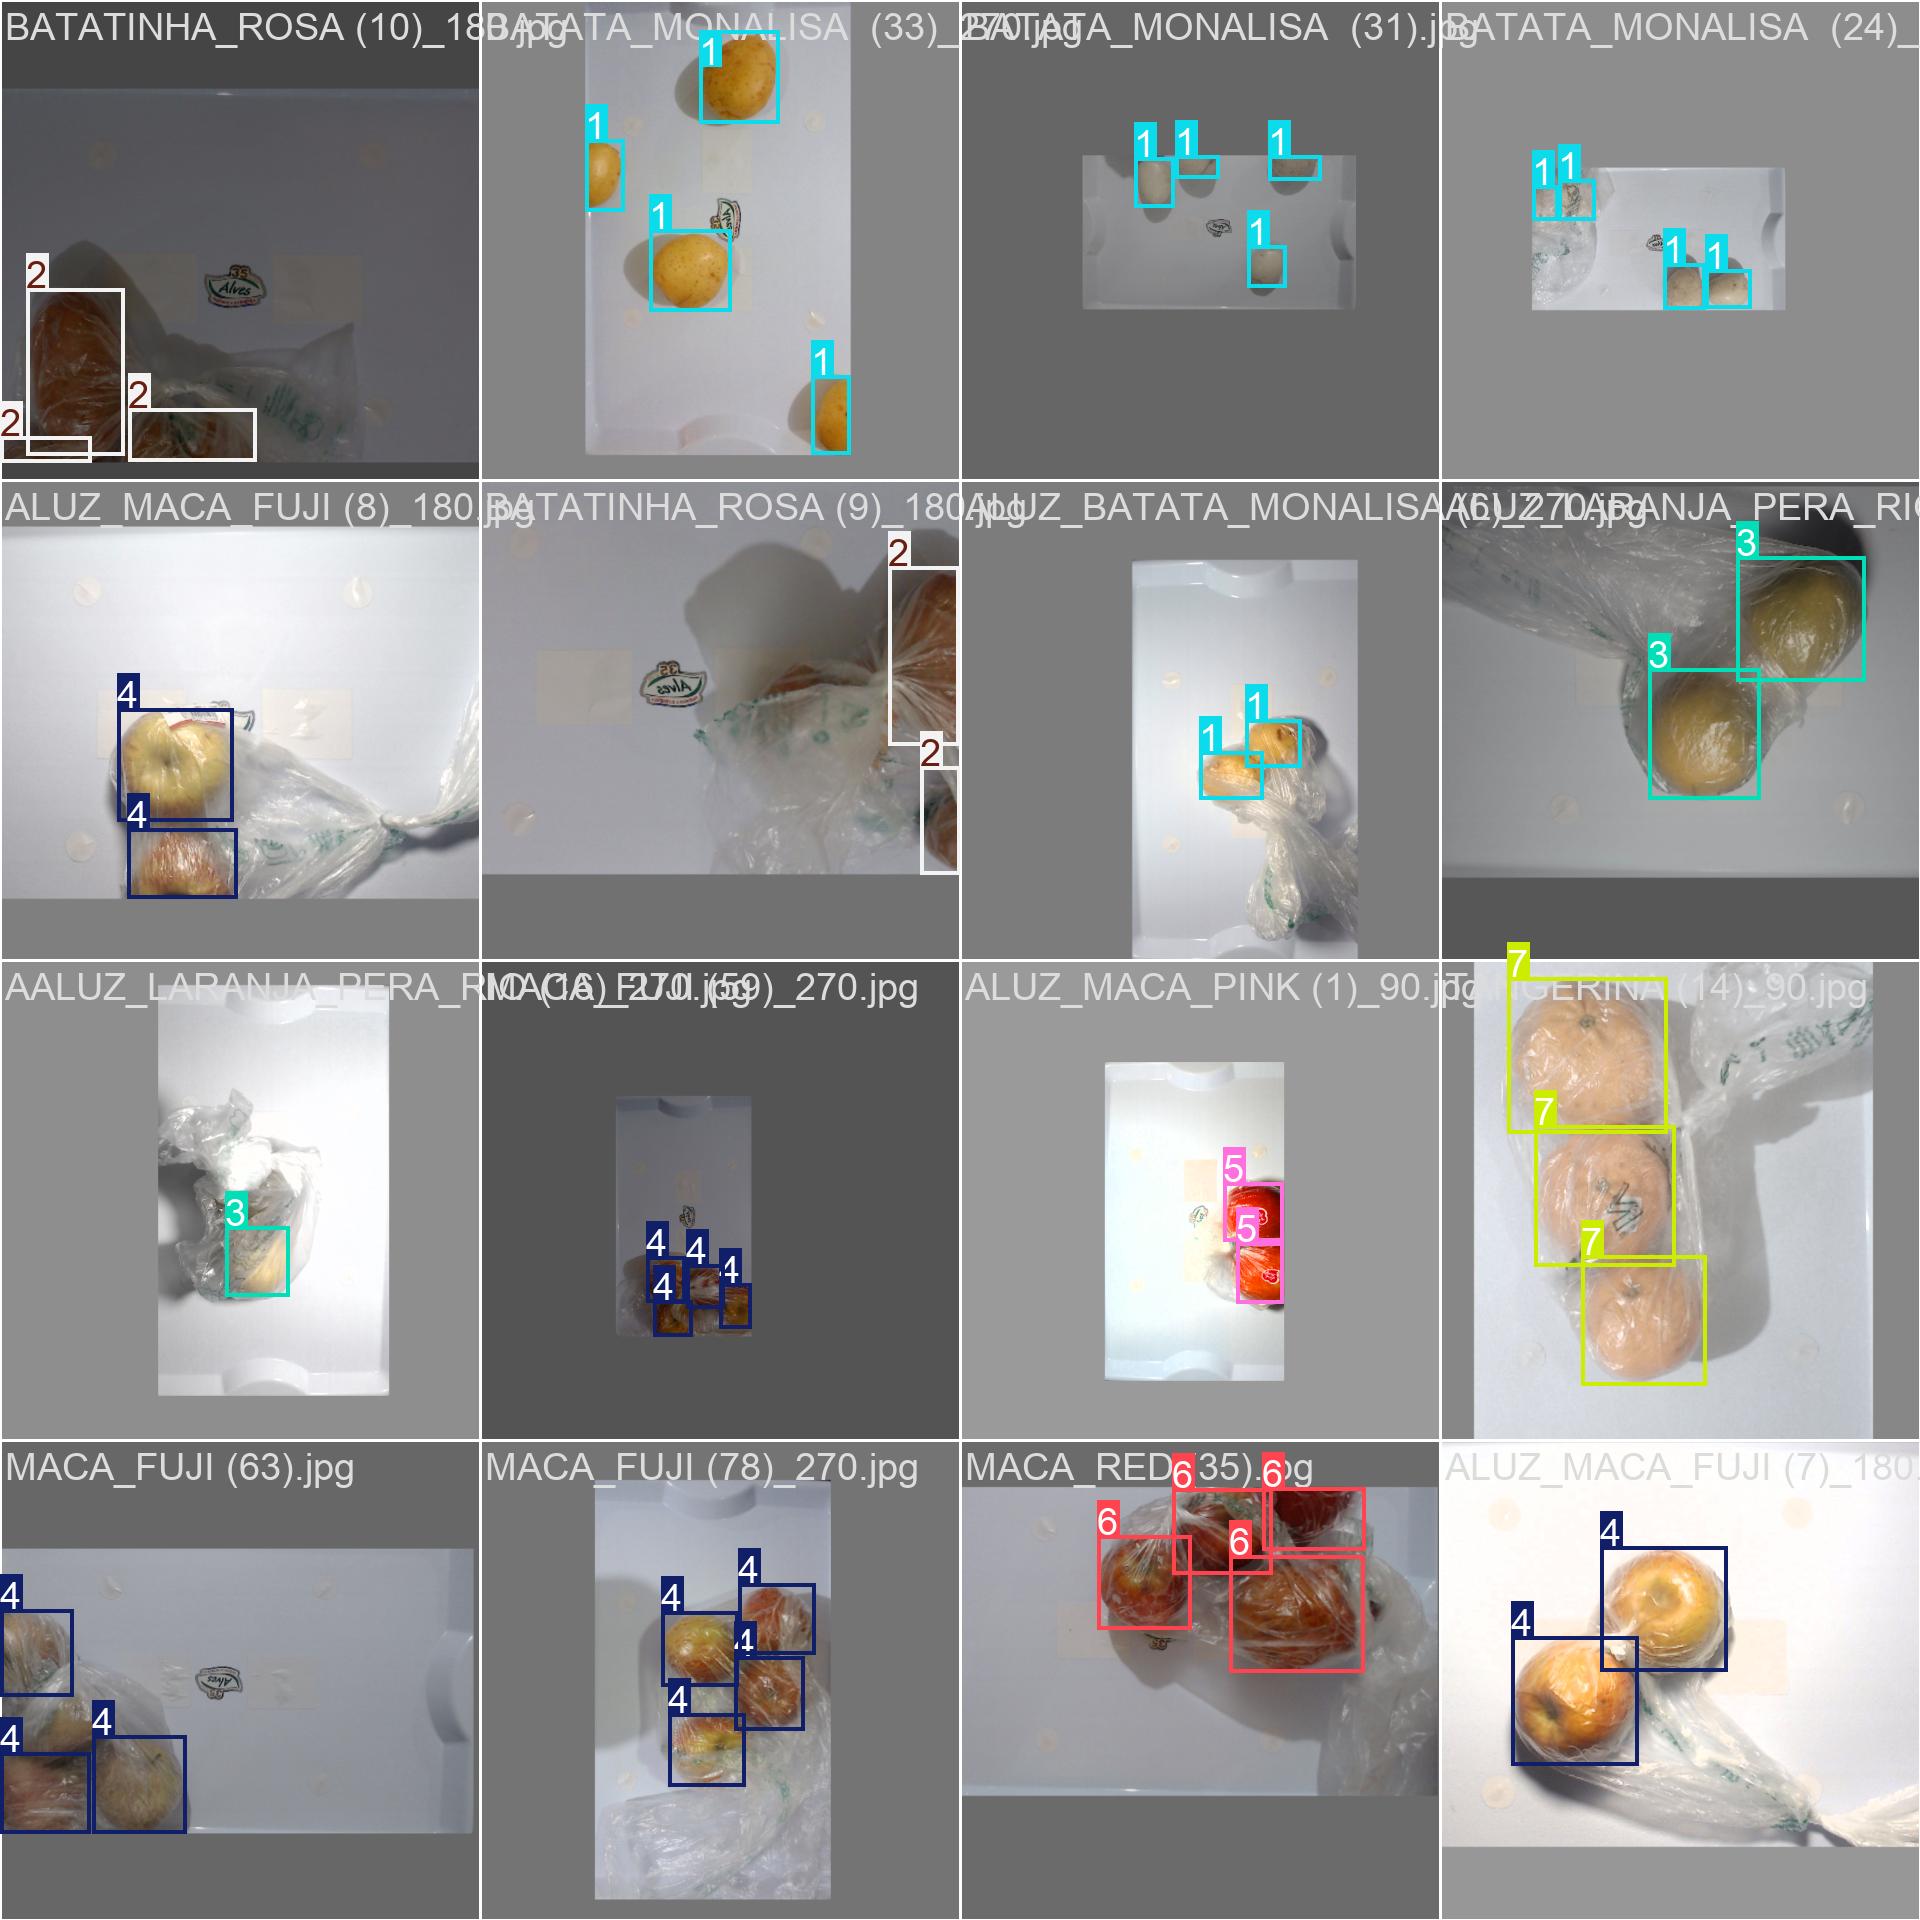 BATATINHA_ROSA (10)_180.jpg
BATATA_MONALISA (33)_270.jpg
BATATA_MONALISA (31).jpg
BATATA_MONALISA (24)_
2
2
2
35
Alves
1
1
1
1
1
1
1
1
1
1
1
1
ALUZ_MACA_FUJI (8)_180.jpg
BATATINHA_ROSA (9)_180.jpg
ALUZ_BATATA_MONALISA (6)_270.jpg
ALUZ_LARANJA_PERA_RIO
4
4
2
2
35
Alves
1
1
3
3
AALUZ_LARANJA_PERA_RIO (16)_270.jpg
MACA_FUJI (59)_270.jpg
ALUZ_MACA_PINK (1)_90.jpg
TANGERINA (14)_90.jpg
3
4
4
4
4
5
5
7
7
7
MACA_FUJI (63).jpg
MACA_FUJI (78)_270.jpg
MACA_RED (35).jpg
ALUZ_MACA_FUJI (7)_180
4
4
4
Alves
4
4
4
4
6
6
6
6
4
4